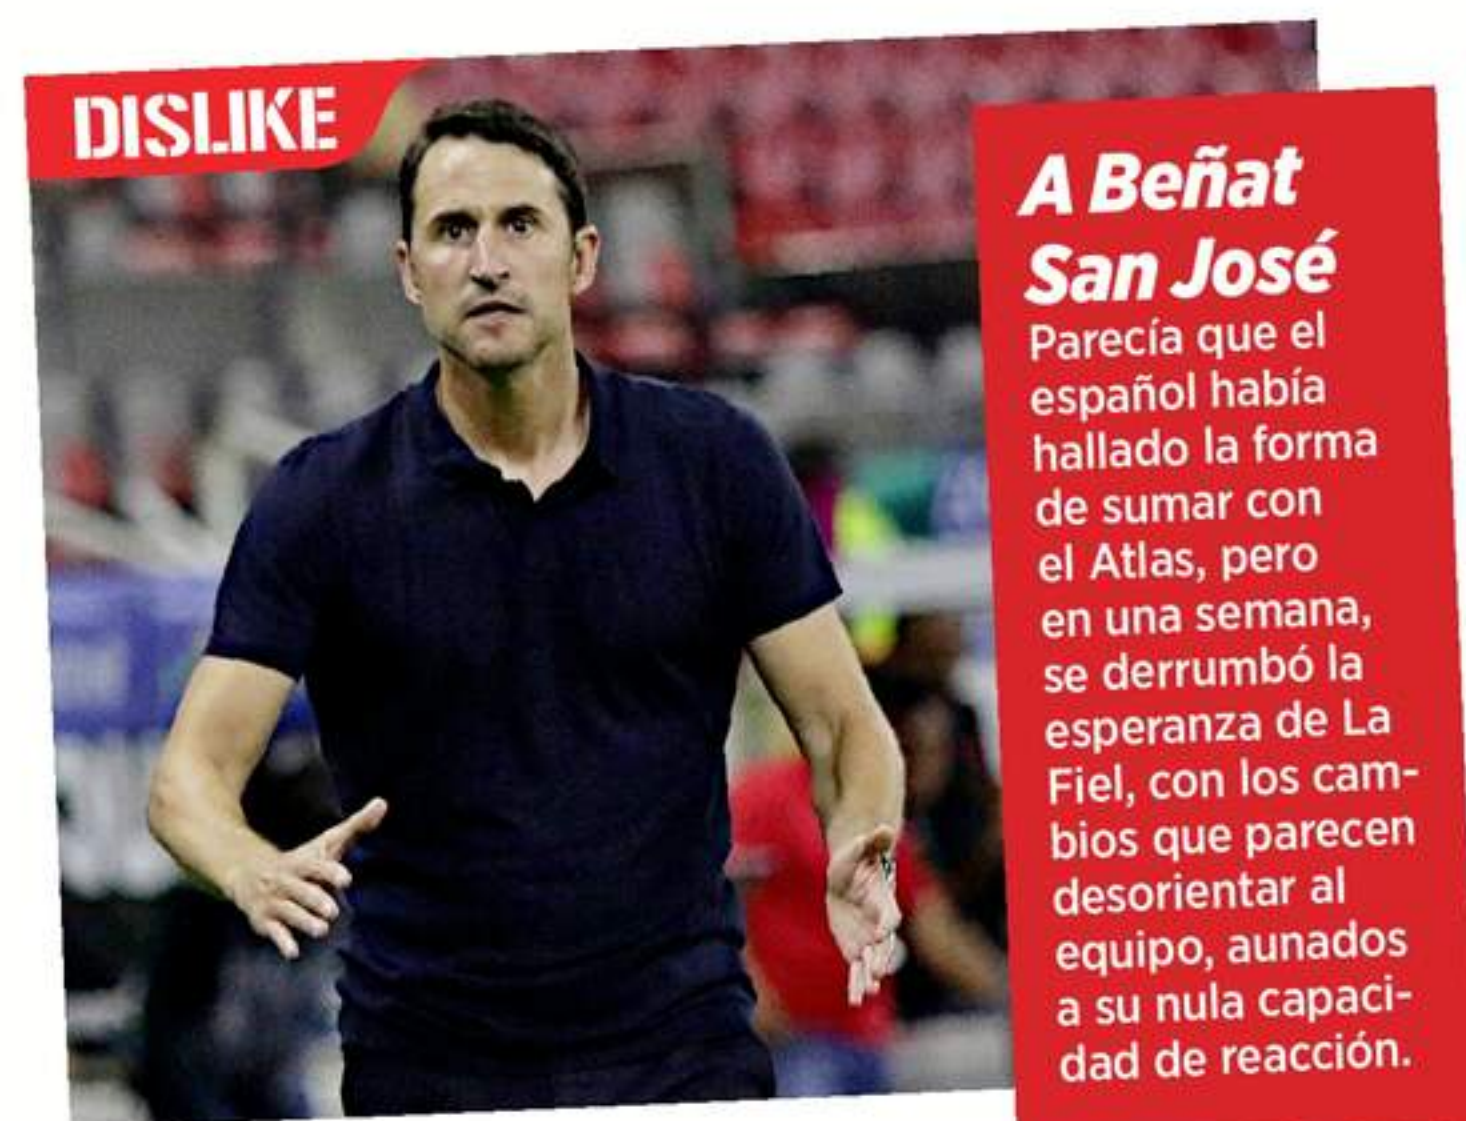 DISLIKE
A Beñat
San José
Parecía que el
español había
hallado la forma
de sumar con
el Atlas, pero
en una semana,
se derrumbó la
esperanza de La
Fiel, con los cam-
bios que parecen
desorientar al
equipo, aunados
a su nula capaci-
dad de reacción.